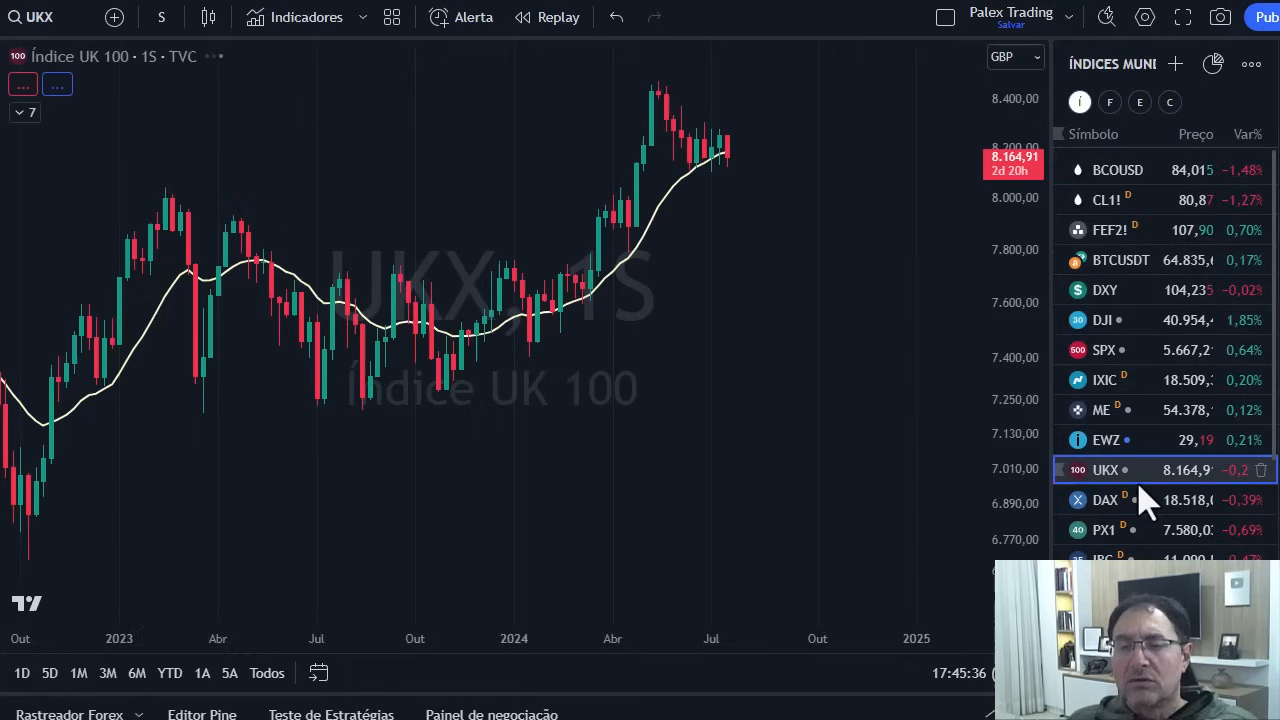 UKX
S
Indicadores
Alerta
Replay
Palex Trading
Salvar
Pub
100 Índice UK 100 · 1S · TVC
GBP
7
8.400,00
8.200,00
8.164,91
2d 20h
8.000,00
7.800,00
7.600,00
7.400,00
7.250,00
7.130,00
7.010,00
6.890,00
6.770,00
UKX, 1S
Índice UK 100
Out 2023 Abr Jul Out 2024 Abr Jul Out 2025
1D 5D 1M 3M 6M YTD 1A 5A Todos
17:45:36 (
Rastreador Forex Editor Pine Teste de Estratégias Painel de negociação
ÍNDICES MUNI
Í F E C
Símbolo Preço Var%
BCOUSD 84,015 −1,48%
CL1! D 80,87 −1,27%
FEF2! D 107,90 0,70%
BTCUSDT 64.835,6 0,17%
DXY 104,235 −0,02%
30 DJI 40.954,4 1,85%
500 SPX 5.667,2 0,64%
IXIC D 18.509, 0,20%
ME D 54.378, 0,12%
EWZ 29,19 0,21%
100 UKX 8.164,9 −0,2
X DAX D 18.518,0 −0,39%
40 PX1 D 7.580,0 −0,69%